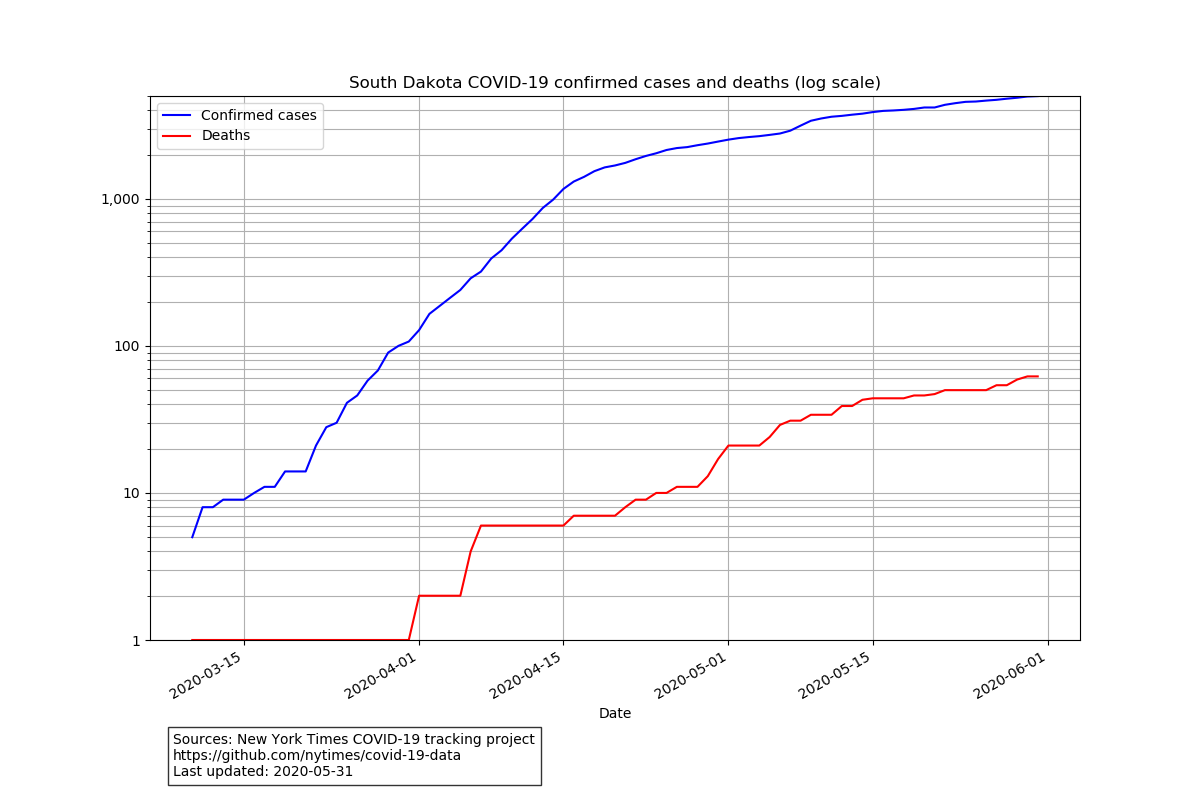 South Dakota COVID-19 confirmed cases and deaths (log scale)
Confirmed cases
Deaths
1,000
100
10
1
2020-03-15
2020-04-01
2020-04-15
2020-05-01
2020-05-15
2020-06-01
Date
Sources: New York Times COVID-19 tracking project
https://github.com/nytimes/covid-19-data
Last updated: 2020-05-31